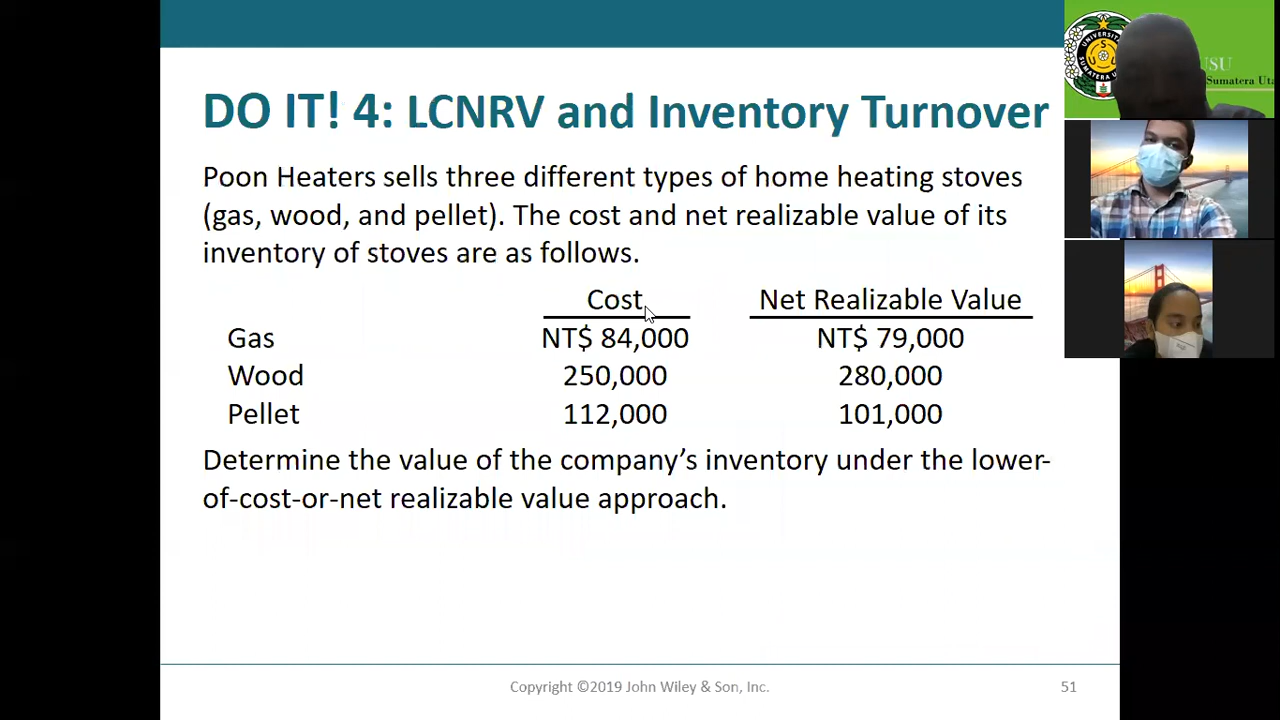 DO IT! 4: LCNRV and Inventory Turnover
Poon Heaters sells three different types of home heating stoves
(gas, wood, and pellet). The cost and net realizable value of its
inventory of stoves are as follows.
Cost Net Realizable Value
Gas NT$ 84,000 NT$ 79,000
Wood 250,000 280,000
Pellet 112,000 101,000
Determine the value of the company’s inventory under the lower-
of-cost-or-net realizable value approach.
Copyright ©2019 John Wiley & Son, Inc. 51
USU
Sumatera Uta